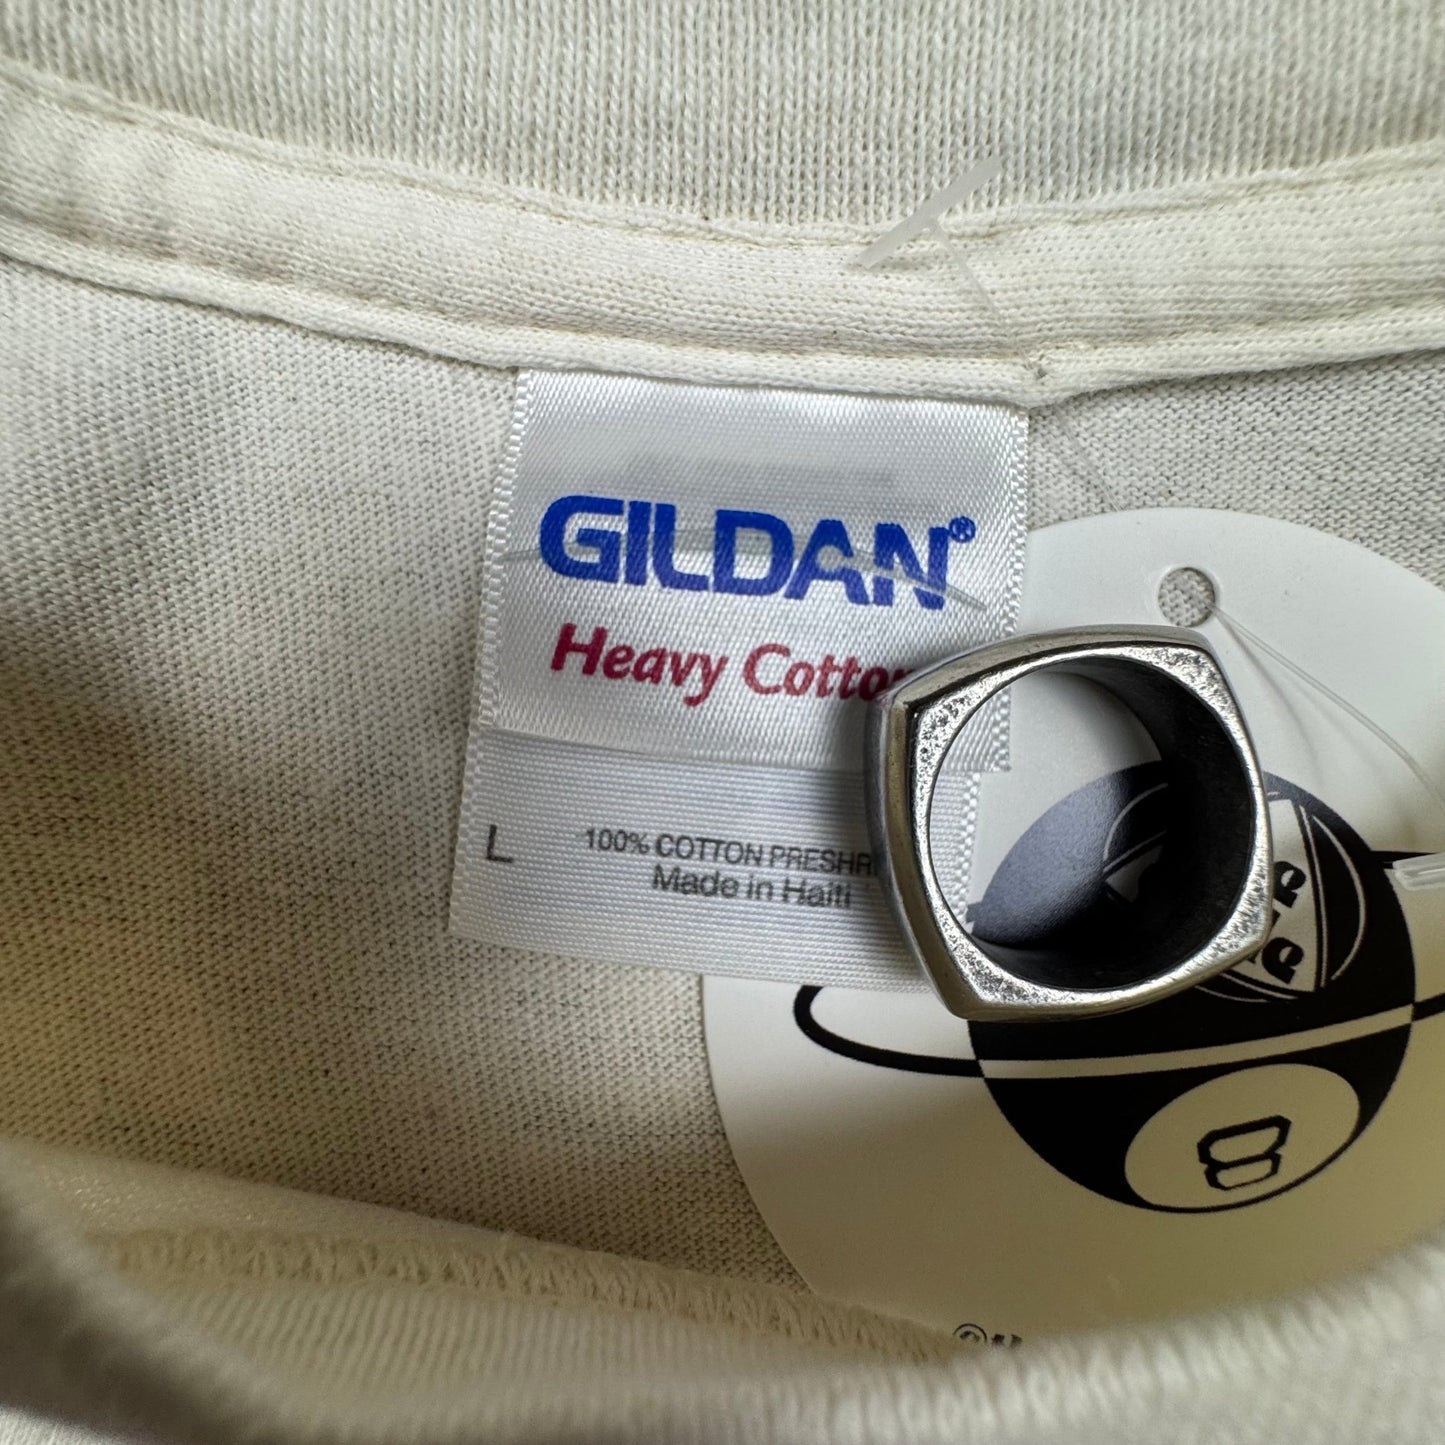 GILDAN®
Heavy Cotto
L
100% COTTON PRESHR
Made in Haiti
8